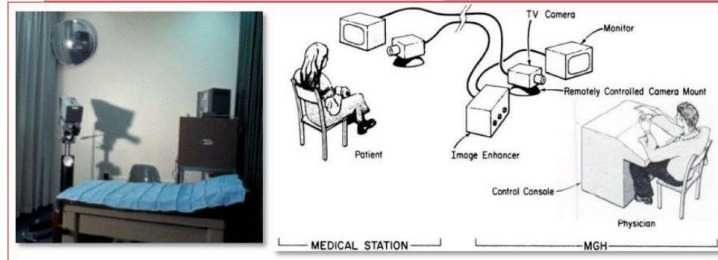 TV Camera
Monitor
Remotely Controlled Camera Mount
Patient
Image Enhancer
Control Console
Physician
MEDICAL STATION
MGH